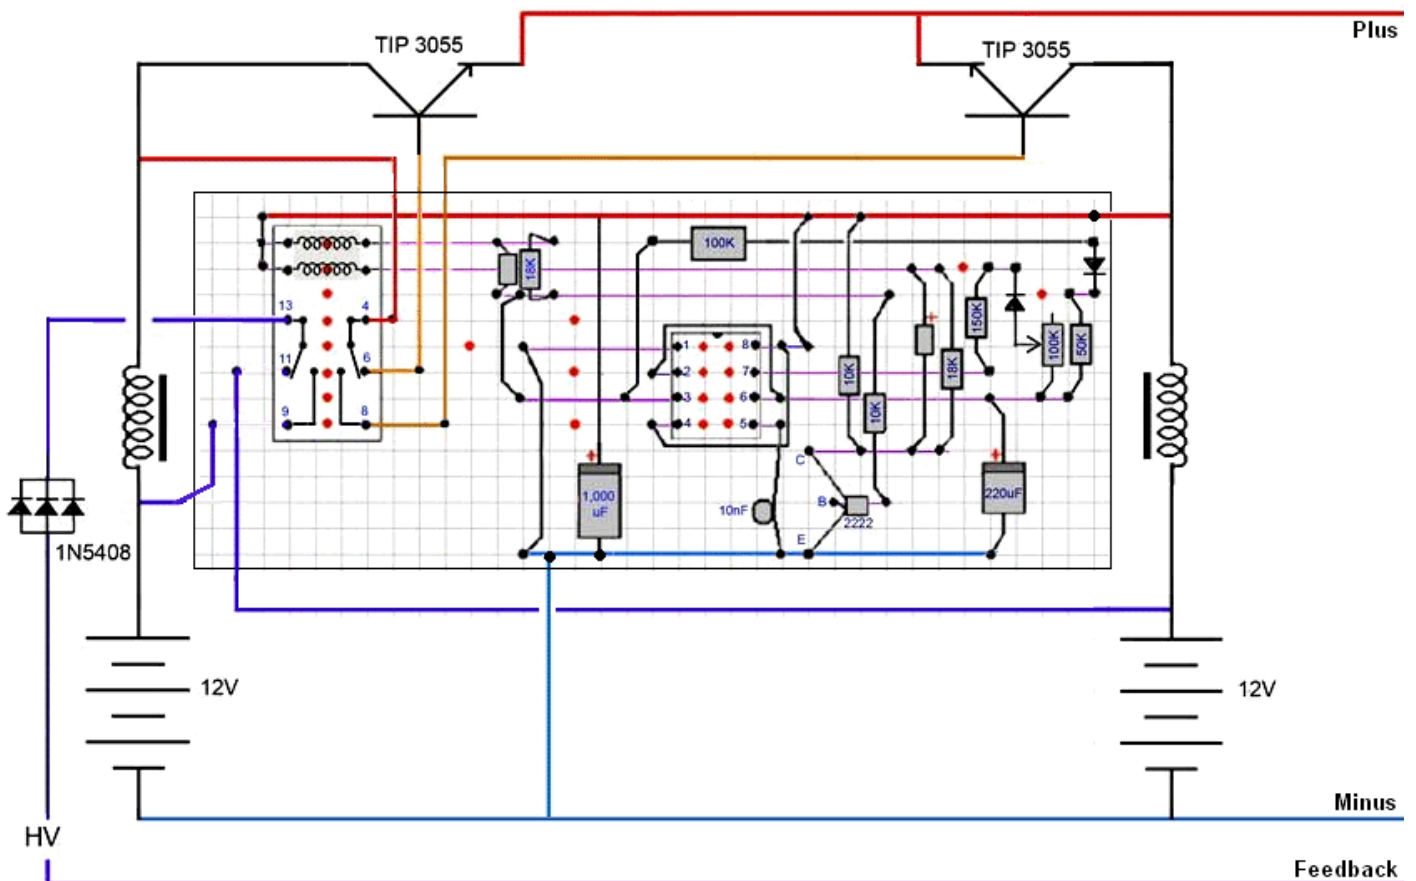 Plus
TIP 3055
TIP 3055
100K
18K
13
4
+
150K
1
8
100K
50K
11
6
2
7
10K
18K
3
6
9
8
10K
4
5
+
C
+
1,000
uF
220uF
10nF
B
2222
E
1N5408
12V
12V
Minus
HV
Feedback